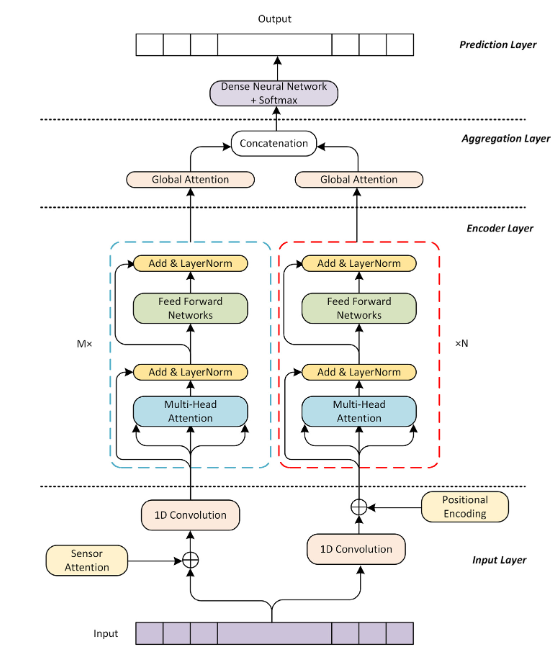 Output
Prediction Layer
Dense Neural Network
+ Softmax
Aggregation Layer
Concatenation
Global Attention
Global Attention
Encoder Layer
Add & LayerNorm
Add & LayerNorm
Feed Forward
Networks
Feed Forward
Networks
M×
×N
Add & LayerNorm
Add & LayerNorm
Multi-Head
Attention
Multi-Head
Attention
1D Convolution
Positional
Encoding
1D Convolution
Sensor
Attention
Input Layer
Input